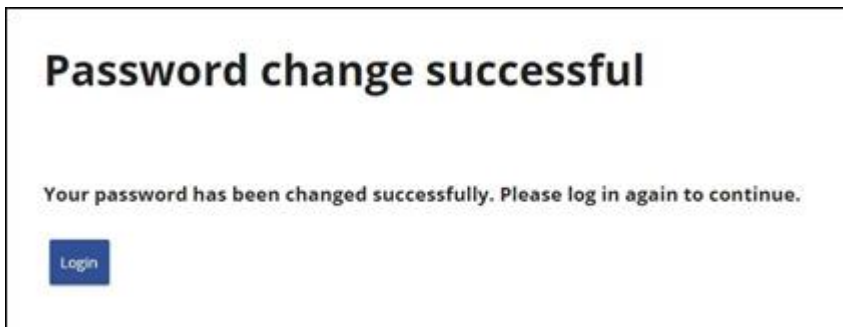 Password change successful
Your password has been changed successfully. Please log in again to continue.
Login